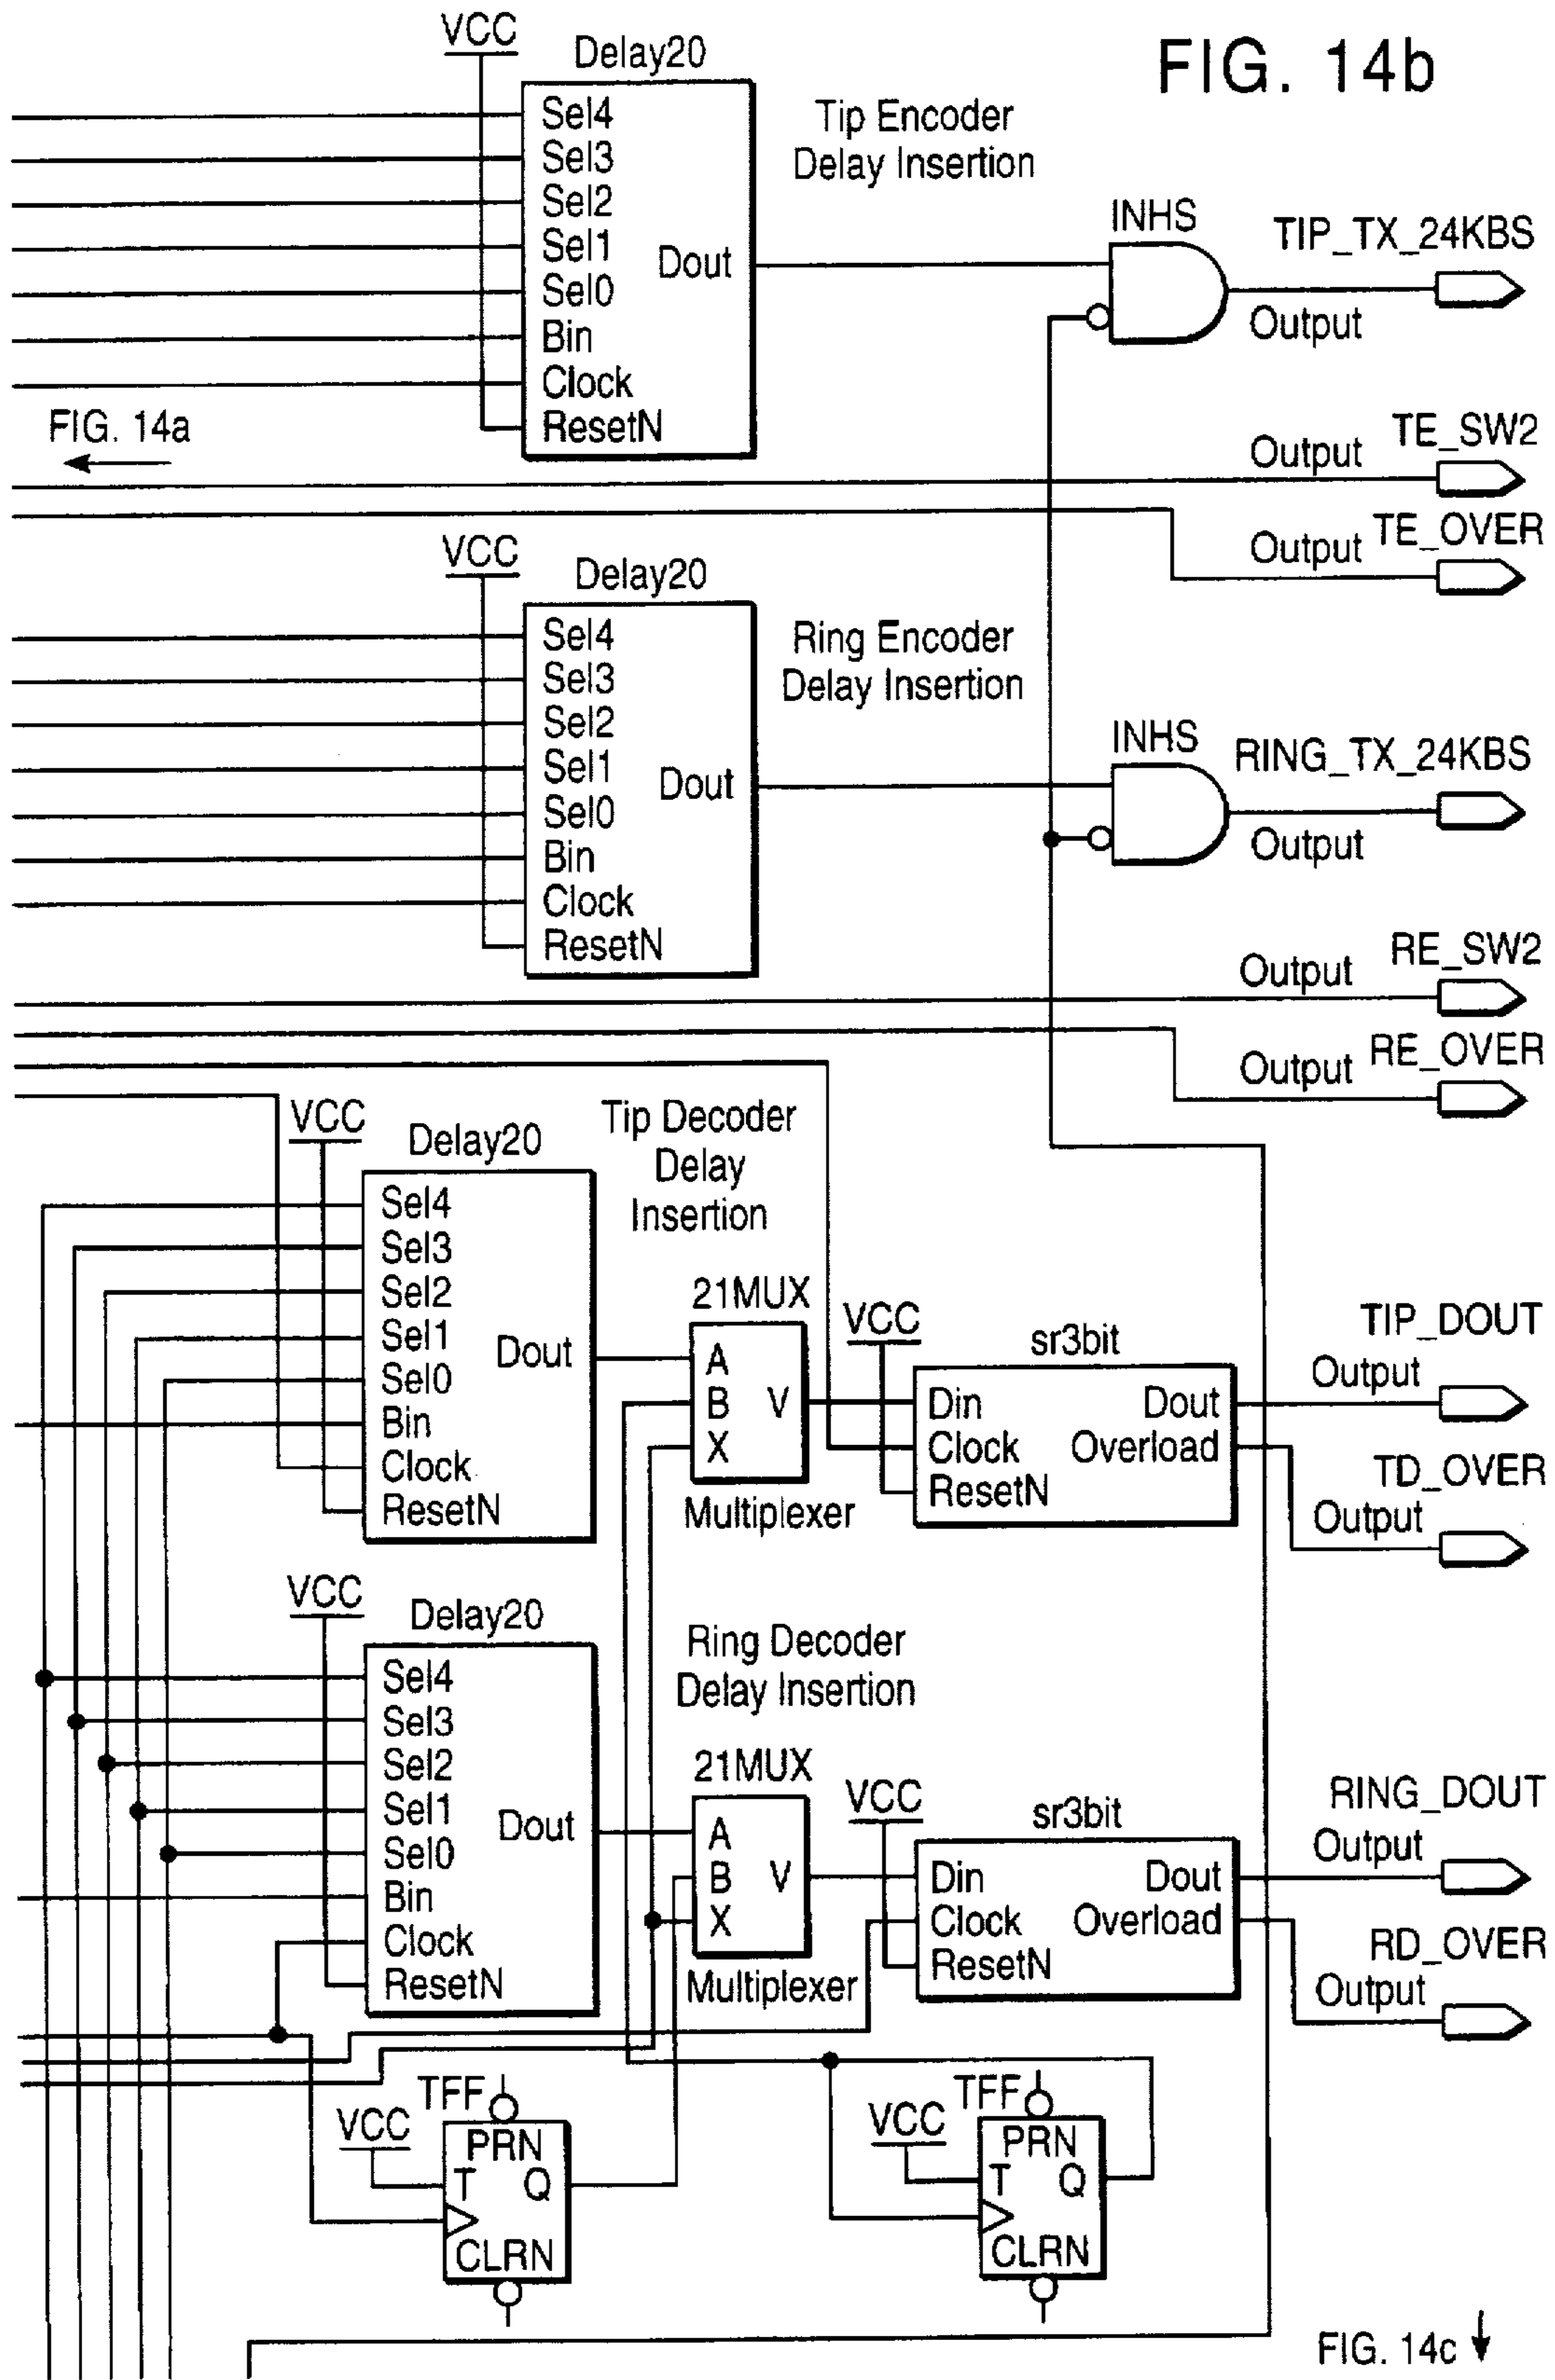 FIG. 14b
VCC
Delay20
Sel4
Sel3
Sel2
Sel1
Sel0
Bin
Clock
ResetN
Dout
Tip Encoder
Delay Insertion
INHS
TIP_TX_24KBS
Output
FIG. 14a
TE_SW2
Output
TE_OVER
Output
VCC
Delay20
Sel4
Sel3
Sel2
Sel1
Sel0
Bin
Clock
ResetN
Dout
Ring Encoder
Delay Insertion
INHS
RING_TX_24KBS
Output
RE_SW2
Output
RE_OVER
Output
VCC
Delay20
Sel4
Sel3
Sel2
Sel1
Sel0
Bin
Clock
ResetN
Dout
Tip Decoder
Delay
Insertion
21MUX
A
B
X
V
Multiplexer
VCC
sr3bit
Din
Clock
ResetN
Dout
Overload
TIP_DOUT
Output
TD_OVER
Output
VCC
Delay20
Sel4
Sel3
Sel2
Sel1
Sel0
Bin
Clock
ResetN
Dout
Ring Decoder
Delay Insertion
21MUX
A
B
X
V
Multiplexer
VCC
sr3bit
Din
Clock
ResetN
Dout
Overload
RING_DOUT
Output
RD_OVER
Output
TFF
VCC
PRN
T
Q
CLRN
TFF
VCC
PRN
T
Q
CLRN
FIG. 14c